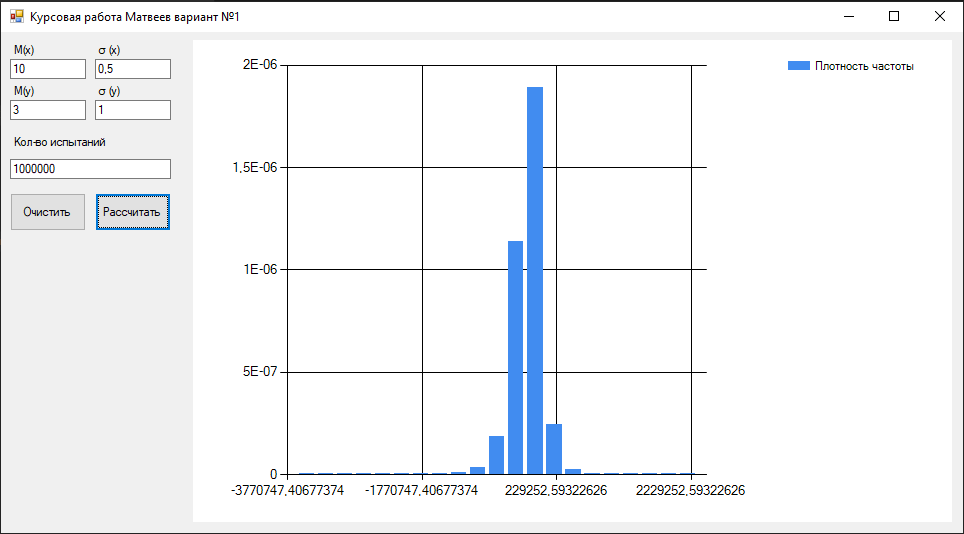 Курсовая работа Матвеев вариант №1
M(x) σ (x)
10 0,5
M(y) σ (y)
3 1
Кол-во испытаний
1000000
Очистить Рассчитать
2E-06
1,5E-06
1E-06
5E-07
0
-3770747,40677374 -1770747,40677374 229252,59322626 2229252,59322626
Плотность частоты